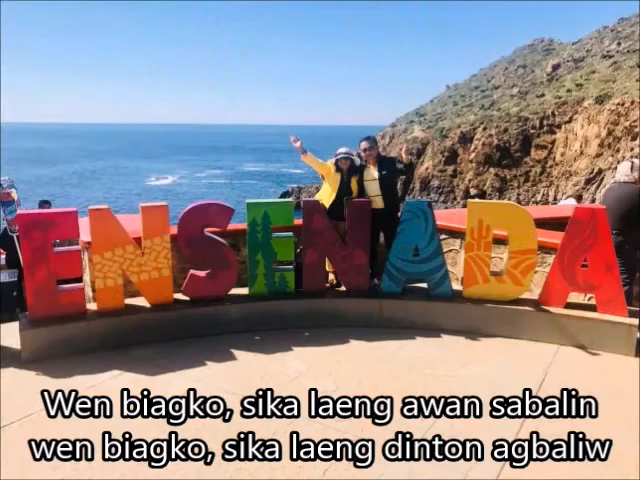 ENSENADA
Wen biagko, sika laeng awan sabalin
wen biagko, sika laeng dinton agbaliw